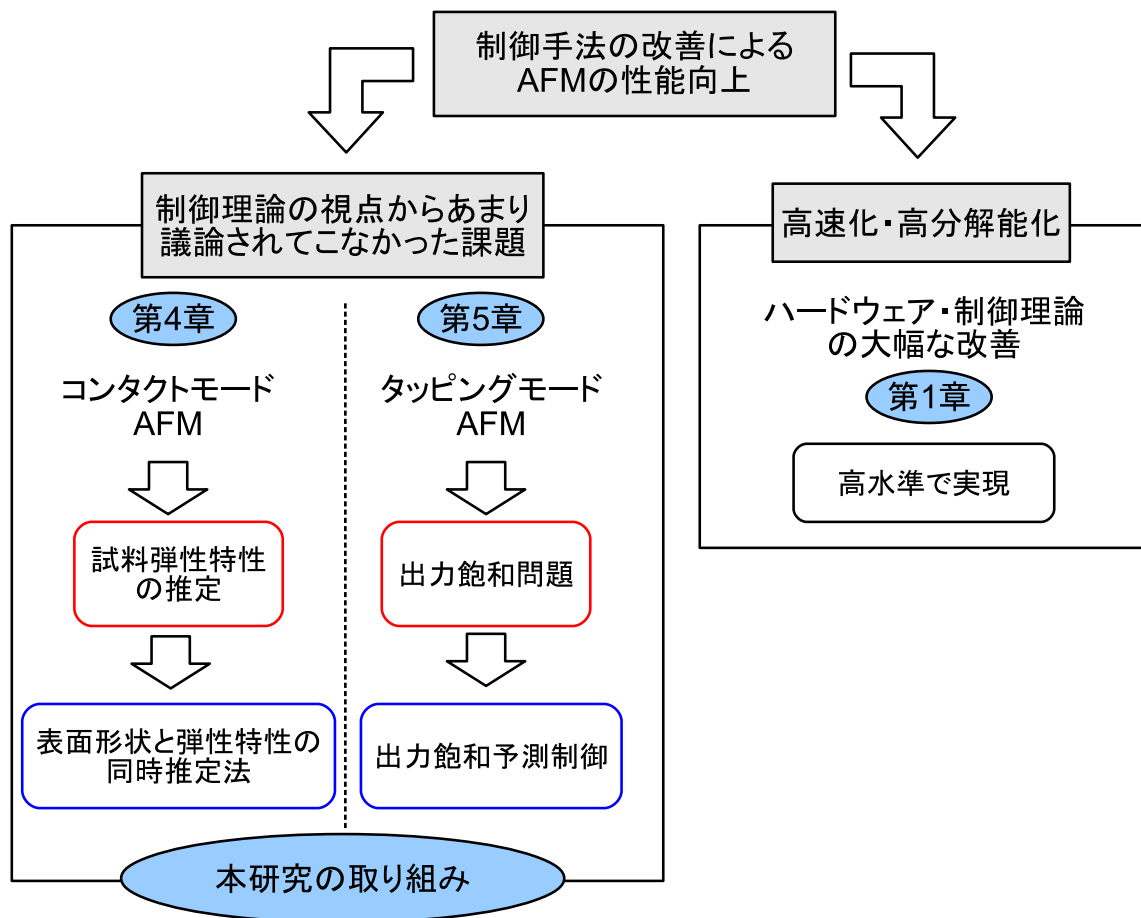 制御手法の改善による
AFMの性能向上
制御理論の視点からあまり
議論されてこなかった課題
第4章
コンタクトモード
AFM
試料弾性特性
の推定
表面形状と弾性特性の
同時推定法
第5章
タッピングモード
AFM
出力飽和問題
出力飽和予測制御
本研究の取り組み
高速化・高分解能化
ハードウェア・制御理論
の大幅な改善
第1章
高水準で実現